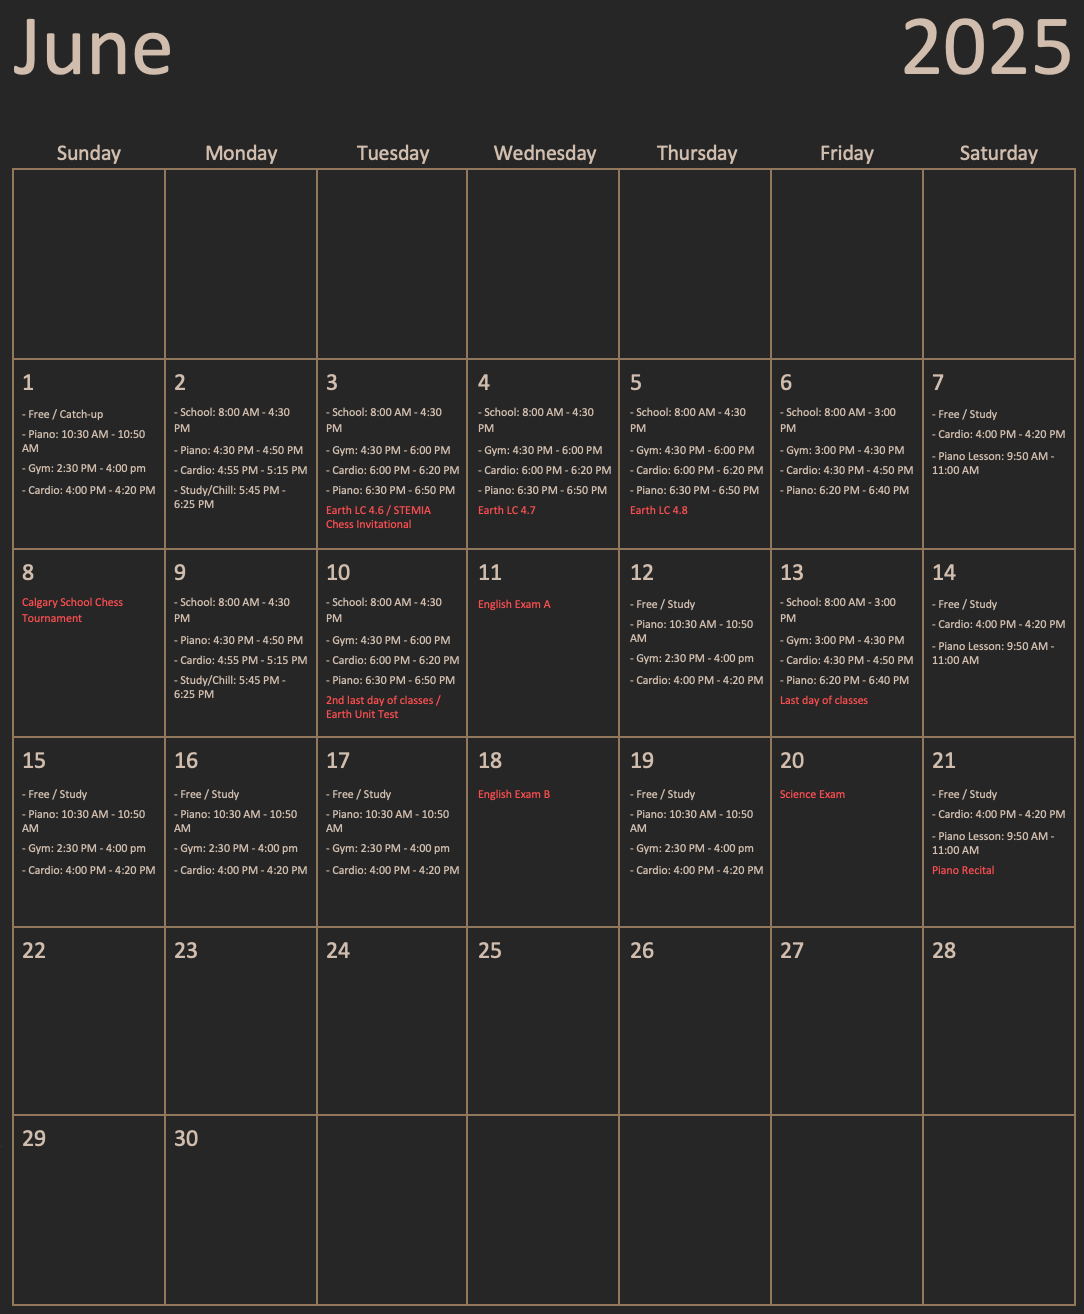 June 2025
Sunday Monday Tuesday Wednesday Thursday Friday Saturday
1
- Free / Catch-up
- Piano: 10:30 AM - 10:50
AM
- Gym: 2:30 PM - 4:00 pm
- Cardio: 4:00 PM - 4:20 PM
2
- School: 8:00 AM - 4:30
PM
- Piano: 4:30 PM - 4:50 PM
- Cardio: 4:55 PM - 5:15 PM
- Study/Chill: 5:45 PM -
6:25 PM
3
- School: 8:00 AM - 4:30
PM
- Gym: 4:30 PM - 6:00 PM
- Cardio: 6:00 PM - 6:20 PM
- Piano: 6:30 PM - 6:50 PM
Earth LC 4.6 / STEMIA
Chess Invitational
4
- School: 8:00 AM - 4:30
PM
- Gym: 4:30 PM - 6:00 PM
- Cardio: 6:00 PM - 6:20 PM
- Piano: 6:30 PM - 6:50 PM
Earth LC 4.7
5
- School: 8:00 AM - 4:30
PM
- Gym: 4:30 PM - 6:00 PM
- Cardio: 6:00 PM - 6:20 PM
- Piano: 6:30 PM - 6:50 PM
Earth LC 4.8
6
- School: 8:00 AM - 3:00
PM
- Gym: 3:00 PM - 4:30 PM
- Cardio: 4:30 PM - 4:50 PM
- Piano: 6:20 PM - 6:40 PM
7
- Free / Study
- Cardio: 4:00 PM - 4:20 PM
- Piano Lesson: 9:50 AM -
11:00 AM
8
Calgary School Chess
Tournament
9
- School: 8:00 AM - 4:30
PM
- Piano: 4:30 PM - 4:50 PM
- Cardio: 4:55 PM - 5:15 PM
- Study/Chill: 5:45 PM -
6:25 PM
10
- School: 8:00 AM - 4:30
PM
- Gym: 4:30 PM - 6:00 PM
- Cardio: 6:00 PM - 6:20 PM
- Piano: 6:30 PM - 6:50 PM
2nd last day of classes /
Earth Unit Test
11
English Exam A
12
- Free / Study
- Piano: 10:30 AM - 10:50
AM
- Gym: 2:30 PM - 4:00 pm
- Cardio: 4:00 PM - 4:20 PM
13
- School: 8:00 AM - 3:00
PM
- Gym: 3:00 PM - 4:30 PM
- Cardio: 4:30 PM - 4:50 PM
- Piano: 6:20 PM - 6:40 PM
Last day of classes
14
- Free / Study
- Cardio: 4:00 PM - 4:20 PM
- Piano Lesson: 9:50 AM -
11:00 AM
15
- Free / Study
- Piano: 10:30 AM - 10:50
AM
- Gym: 2:30 PM - 4:00 pm
- Cardio: 4:00 PM - 4:20 PM
16
- Free / Study
- Piano: 10:30 AM - 10:50
AM
- Gym: 2:30 PM - 4:00 pm
- Cardio: 4:00 PM - 4:20 PM
17
- Free / Study
- Piano: 10:30 AM - 10:50
AM
- Gym: 2:30 PM - 4:00 pm
- Cardio: 4:00 PM - 4:20 PM
18
English Exam B
19
- Free / Study
- Piano: 10:30 AM - 10:50
AM
- Gym: 2:30 PM - 4:00 pm
- Cardio: 4:00 PM - 4:20 PM
20
Science Exam
21
- Free / Study
- Cardio: 4:00 PM - 4:20 PM
- Piano Lesson: 9:50 AM -
11:00 AM
Piano Recital
22
23
24
25
26
27
28
29
30